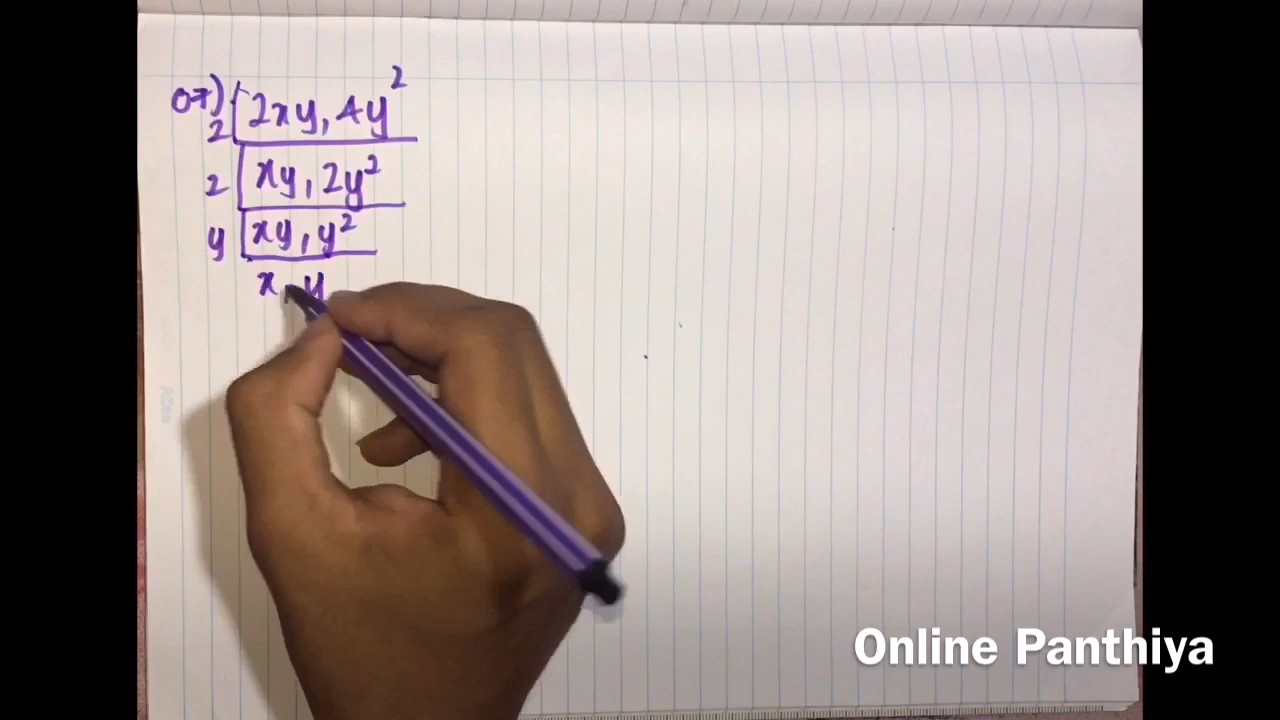 07) 2xy, 4y²
2
2 xy, 2y²
y xy, y²
x, y
Online Panthiya